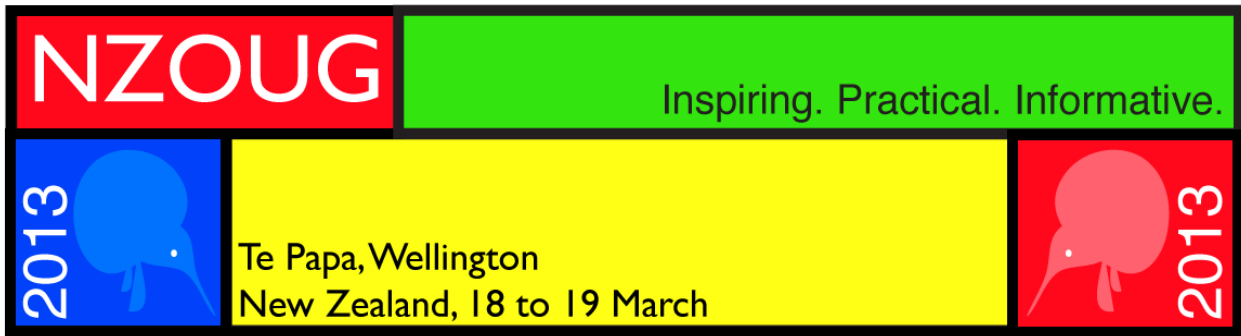 NZOUG
Inspiring. Practical. Informative.
2013
Te Papa, Wellington
New Zealand, 18 to 19 March
2013